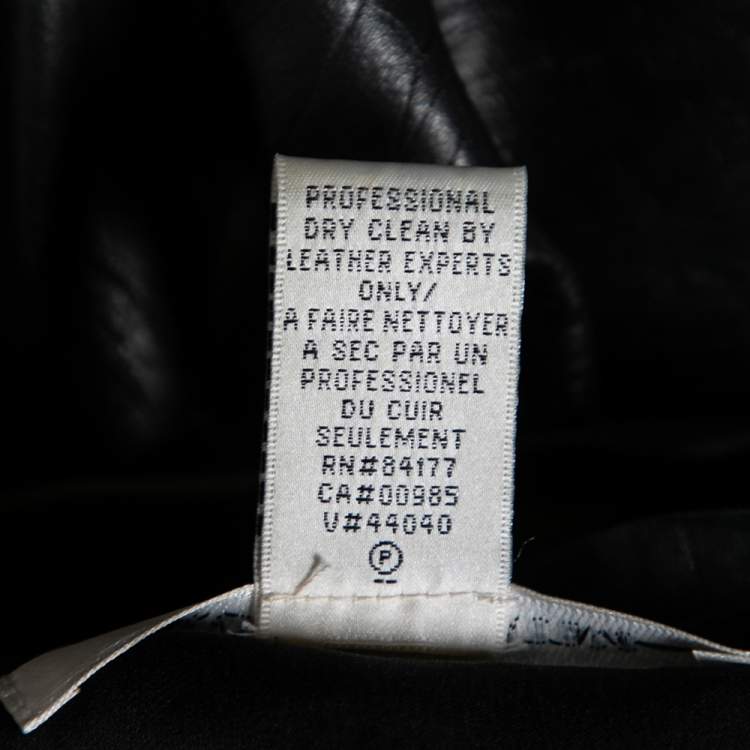 PROFESSIONAL
DRY CLEAN BY
LEATHER EXPERTS
ONLY/
A FAIRE NETTOYER
A SEC PAR UN
PROFESSIONEL
DU CUIR
SEULEMENT
RN#84177
CA#00985
V#44040
P